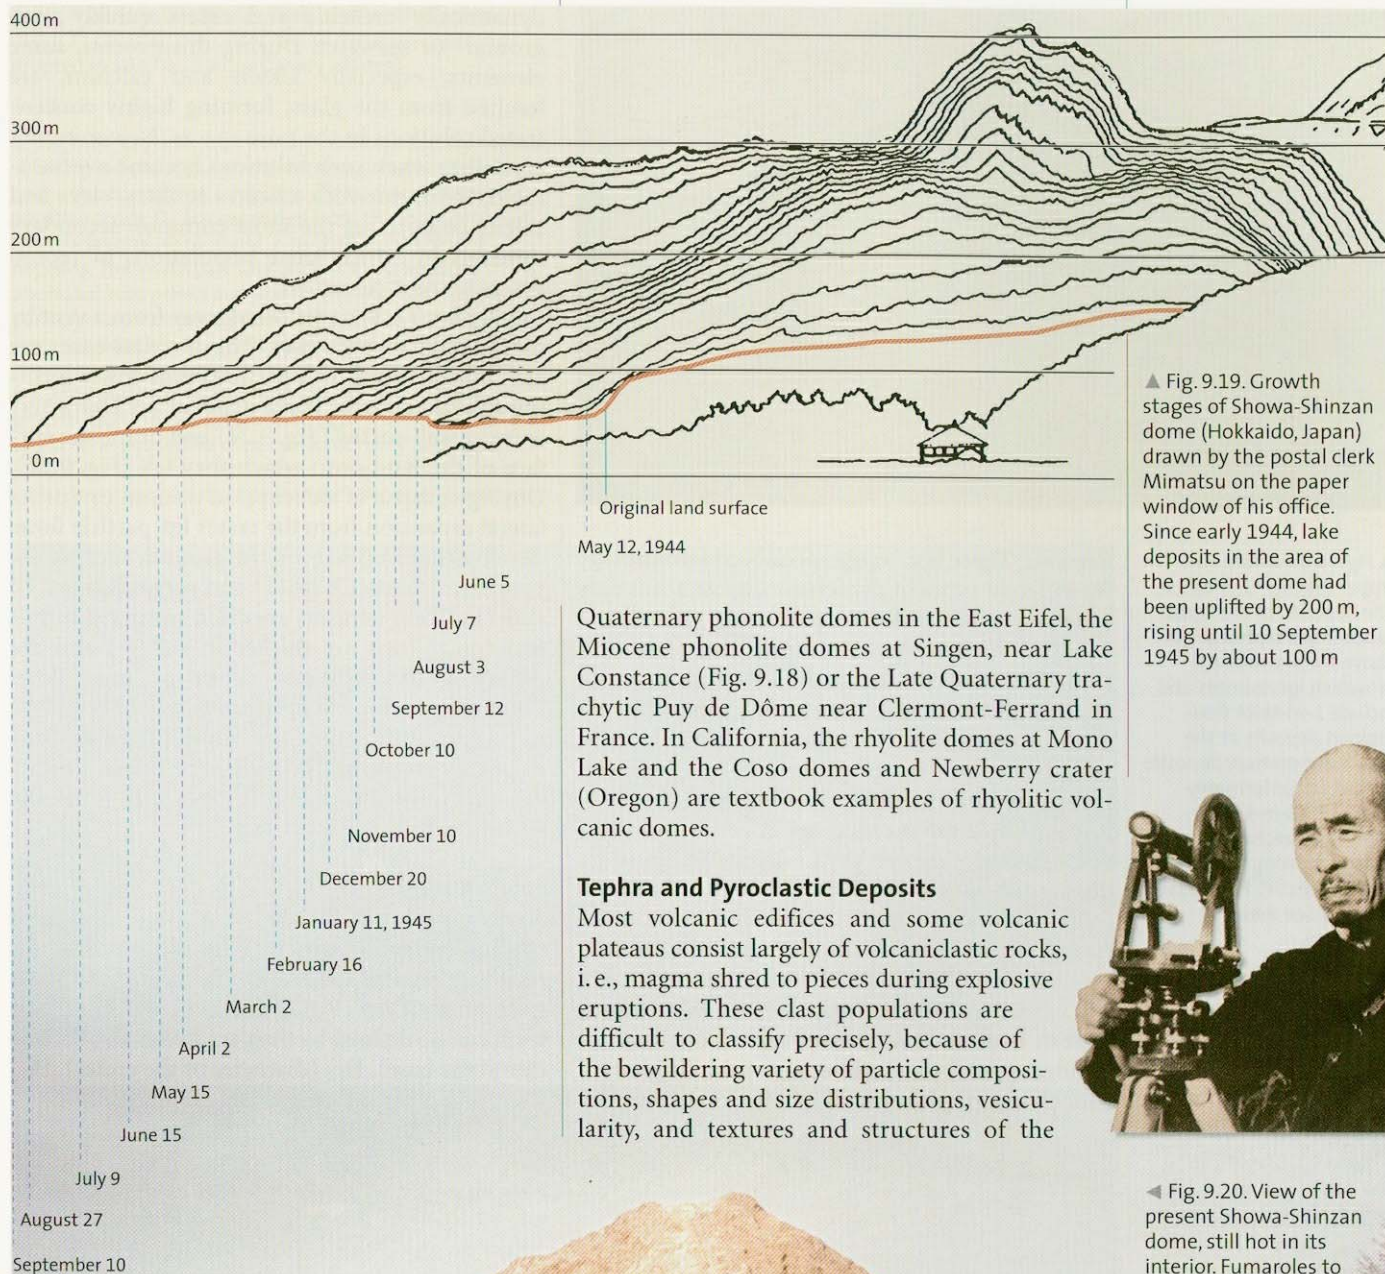 400 m
300 m
200 m
100 m
0 m
Original land surface
May 12, 1944
June 5
July 7
August 3
September 12
October 10
November 10
December 20
January 11, 1945
February 16
March 2
April 2
May 15
June 15
July 9
August 27
September 10
▲ Fig. 9.19. Growth
stages of Showa-Shinzan
dome (Hokkaido, Japan)
drawn by the postal clerk
Mimatsu on the paper
window of his office.
Since early 1944, lake
deposits in the area of
the present dome had
been uplifted by 200 m,
rising until 10 September
1945 by about 100 m
Quaternary phonolite domes in the East Eifel, the
Miocene phonolite domes at Singen, near Lake
Constance (Fig. 9.18) or the Late Quaternary tra-
chytic Puy de Dôme near Clermont-Ferrand in
France. In California, the rhyolite domes at Mono
Lake and the Coso domes and Newberry crater
(Oregon) are textbook examples of rhyolitic vol-
canic domes.
Tephra and Pyroclastic Deposits
Most volcanic edifices and some volcanic
plateaus consist largely of volcaniclastic rocks,
i. e., magma shred to pieces during explosive
eruptions. These clast populations are
difficult to classify precisely, because of
the bewildering variety of particle composi-
tions, shapes and size distributions, vesicu-
larity, and textures and structures of the
◄ Fig. 9.20. View of the
present Showa-Shinzan
dome, still hot in its
interior. Fumaroles to